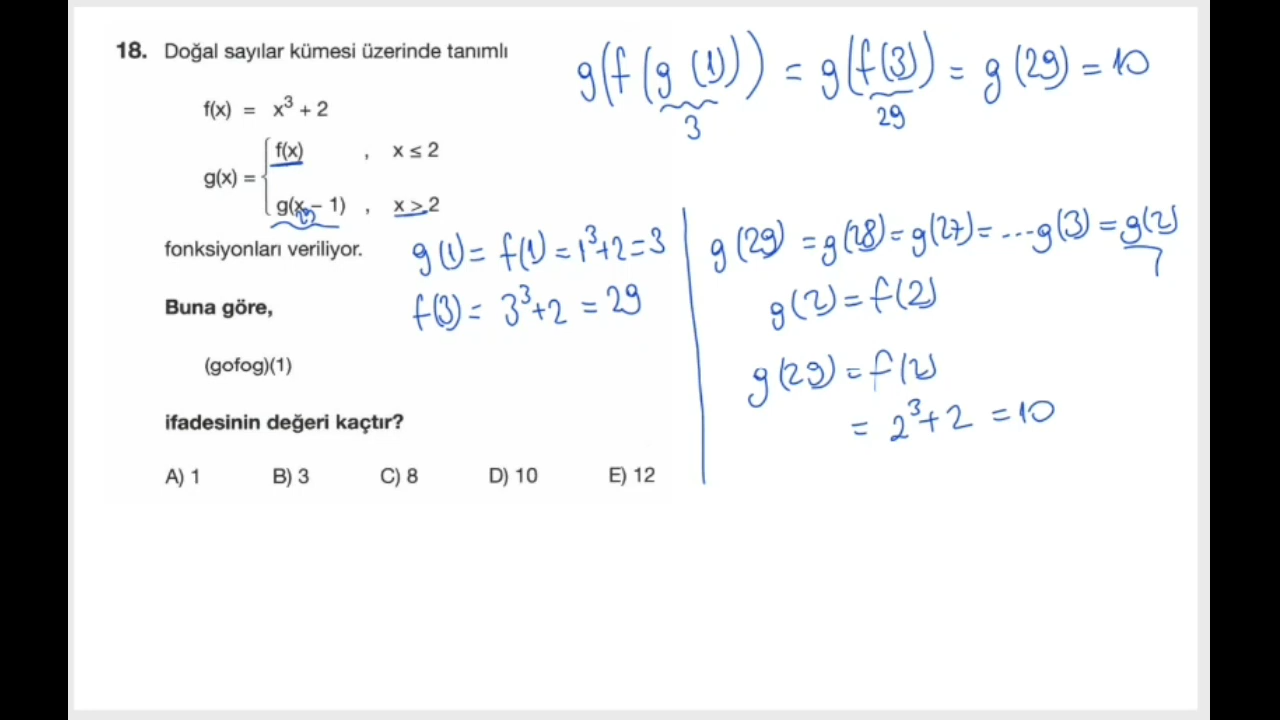 18. Doğal sayılar kümesi üzerinde tanımlı
f(x) = x³ + 2
g(x) = { f(x) , x ≤ 2
g(x – 1) , x > 2
29
fonksiyonları veriliyor.
Buna göre,
(gofog)(1)
ifadesinin değeri kaçtır?
A) 1 B) 3 C) 8 D) 10 E) 12
g(f(g(1))) = g(f(3)) = g(29) = 10
3 29
g(1) = f(1) = 1³+2 = 3
f(3) = 3³+2 = 29
g(29) = g(28) = g(27) = ... g(3) = g(2)
g(2) = f(2)
g(29) = f(2)
= 2³+2 = 10